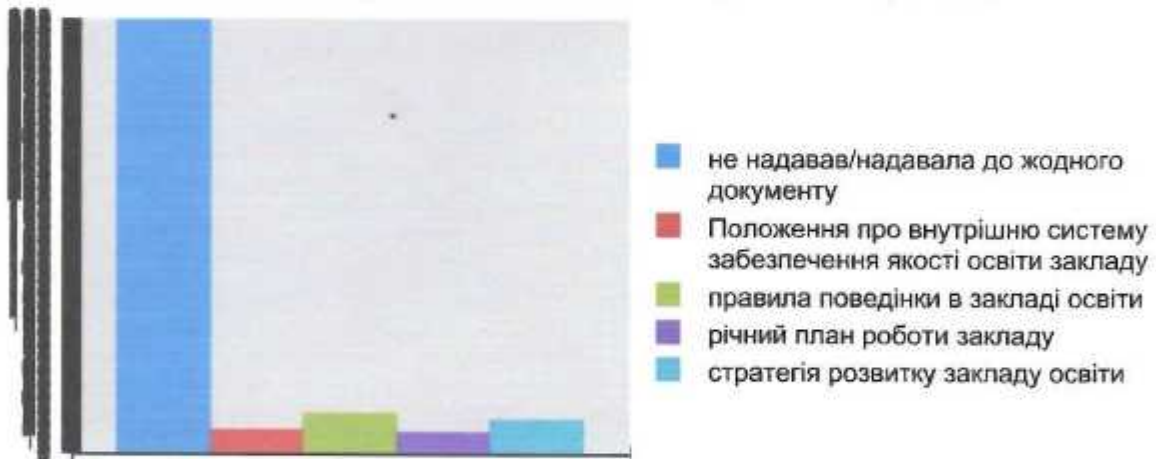 не надавав/надавала до жодного
документу
Положення про внутрішню систему
забезпечення якості освіти закладу
правила поведінки в закладі освіти
річний план роботи закладу
стратегія розвитку закладу освіти